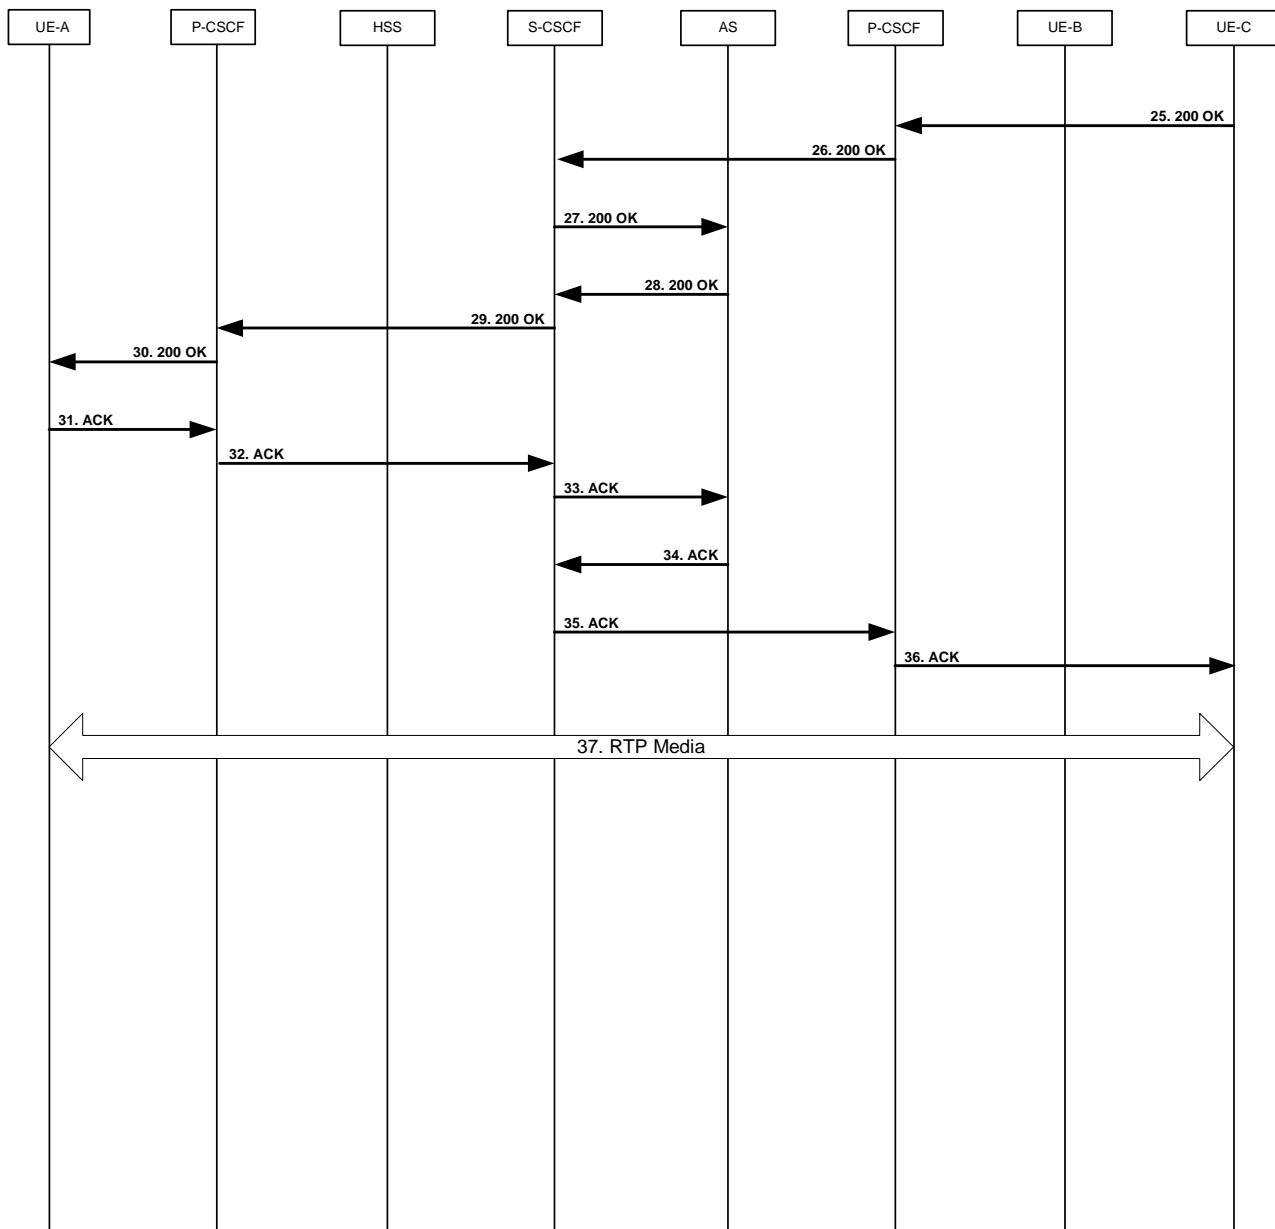 UE-A
P-CSCF
HSS
S-CSCF
AS
P-CSCF
UE-B
UE-C
25. 200 OK
26. 200 OK
27. 200 OK
28. 200 OK
29. 200 OK
30. 200 OK
31. ACK
32. ACK
33. ACK
34. ACK
35. ACK
36. ACK
37. RTP Media